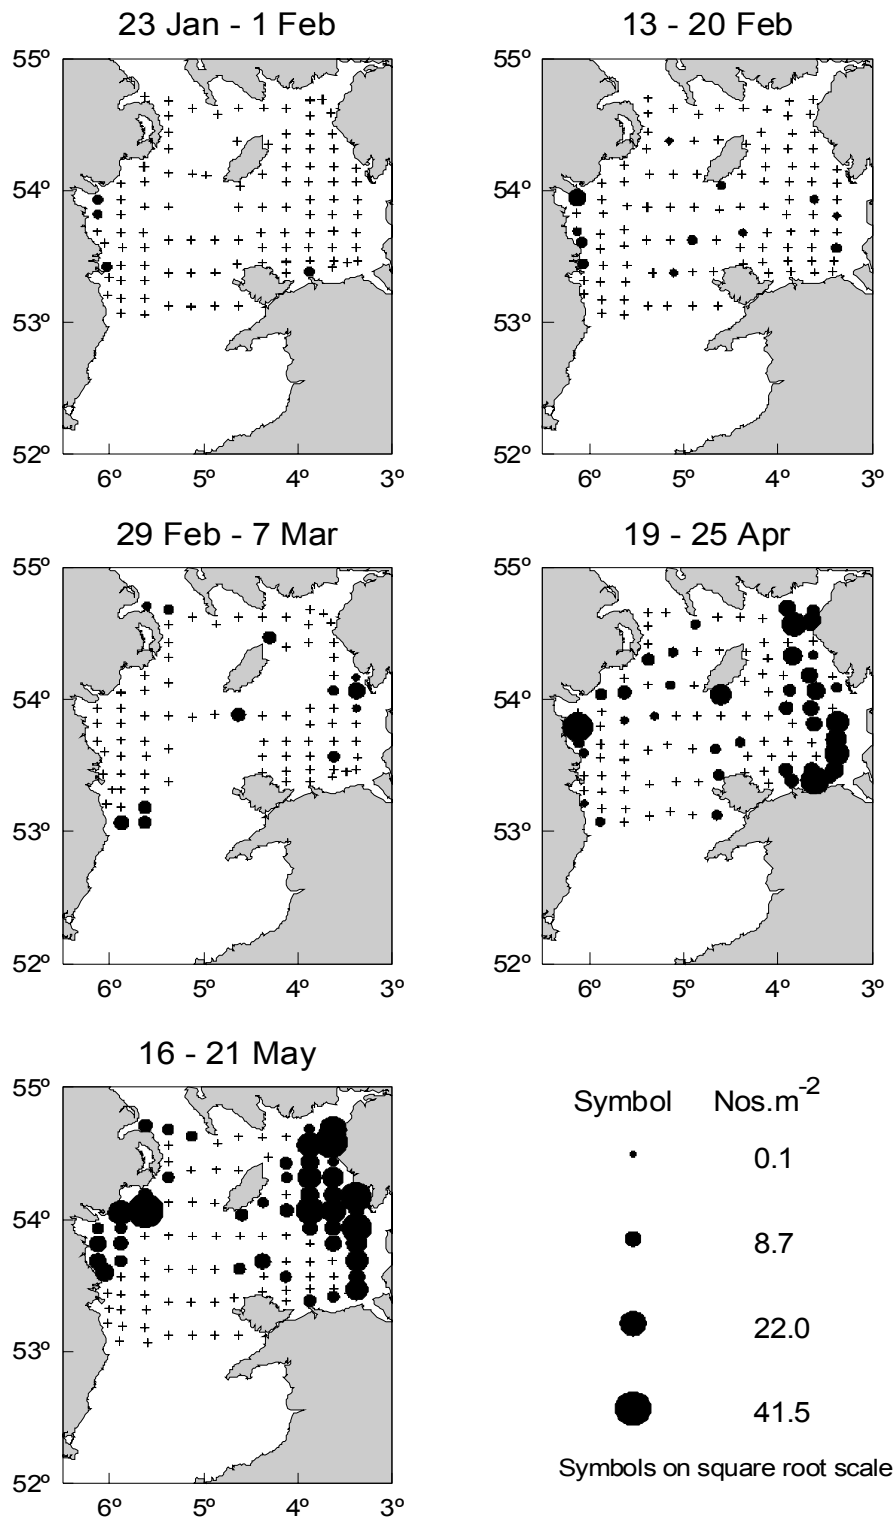 23 Jan - 1 Feb
13 - 20 Feb
55º
54º
53º
52º
6º 5º 4º 3º
55º
54º
53º
52º
6º 5º 4º 3º
29 Feb - 7 Mar
19 - 25 Apr
55º
54º
53º
52º
6º 5º 4º 3º
55º
54º
53º
52º
6º 5º 4º 3º
16 - 21 May
55º
54º
53º
52º
6º 5º 4º 3º
Symbol Nos.m-2
0.1
8.7
22.0
41.5
Symbols on square root scale